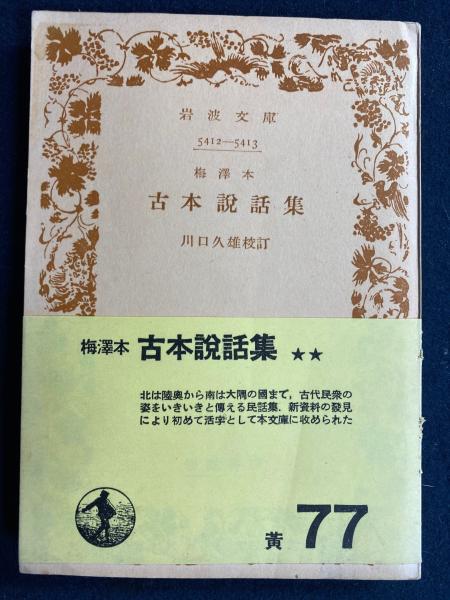 岩波文庫
5412—5413
梅澤本
古本說話集
川口久雄校訂
梅澤本 古本說話集 ★★
北は陸奧から南は大隅の國まで，古代民衆の
姿をいきいきと傳える民話集．新資料の發見
により初めて活字として本文庫に收められた
黃 77